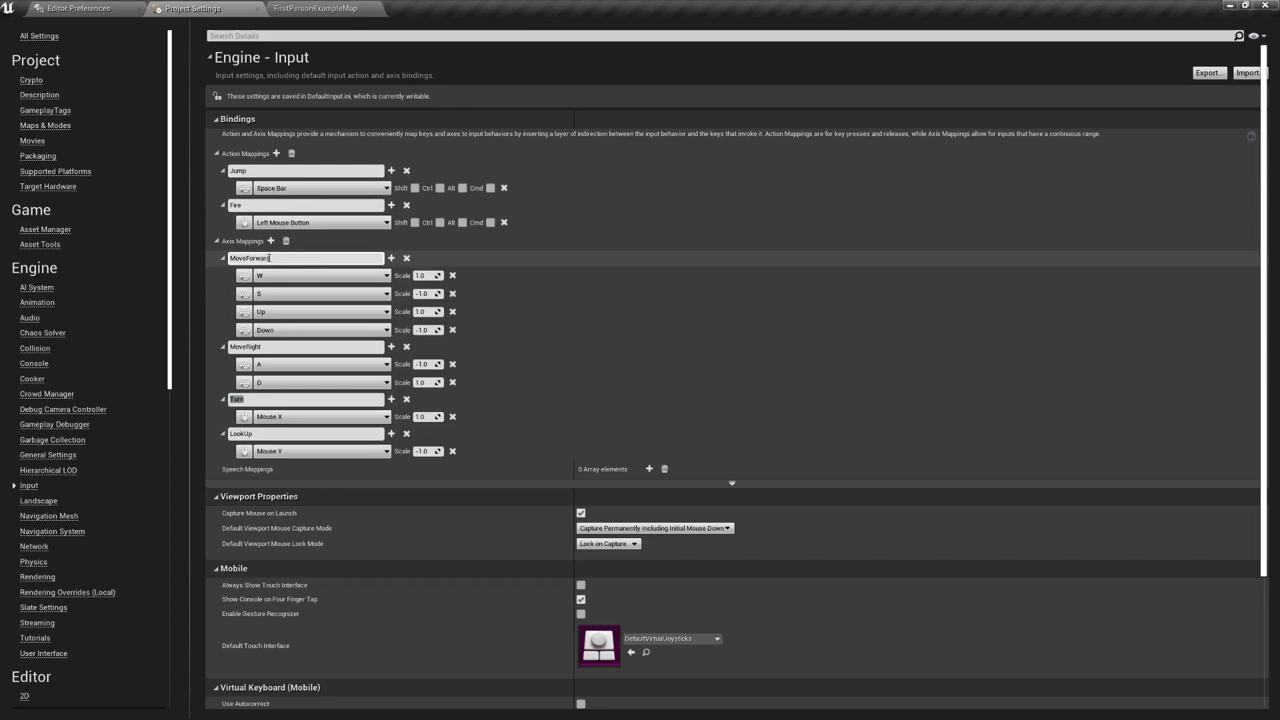 Editor Preferences
Project Settings
FirstPersonExampleMap
All Settings
Project
Crypto
Description
GameplayTags
Maps & Modes
Movies
Packaging
Supported Platforms
Target Hardware
Game
Asset Manager
Asset Tools
Engine
AI System
Animation
Audio
Chaos Solver
Collision
Console
Cooker
Crowd Manager
Debug Camera Controller
Gameplay Debugger
Garbage Collection
General Settings
Hierarchical LOD
Input
Landscape
Navigation Mesh
Navigation System
Network
Physics
Rendering
Rendering Overrides (Local)
Slate Settings
Streaming
Tutorials
User Interface
Editor
2D
Search Details
Engine - Input
Input settings, including default input action and axis bindings.
Export... Import...
These settings are saved in DefaultInput.ini, which is currently writable.
Bindings
Action and Axis Mappings provide a mechanism to conveniently map keys and axes to input behaviors by inserting a layer of indirection between the input behavior and the keys that invoke it. Action Mappings are for key presses and releases, while Axis Mappings allow for inputs that have a continuous range.
Action Mappings
Jump
Space Bar Shift Ctrl Alt Cmd
Fire
Left Mouse Button Shift Ctrl Alt Cmd
Axis Mappings
MoveForward
W Scale 1.0
S Scale -1.0
Up Scale 1.0
Down Scale -1.0
MoveRight
A Scale -1.0
D Scale 1.0
Turn
Mouse X Scale 1.0
LookUp
Mouse Y Scale -1.0
Speech Mappings 0 Array elements
Viewport Properties
Capture Mouse on Launch
Default Viewport Mouse Capture Mode Capture Permanently Including Initial Mouse Down
Default Viewport Mouse Lock Mode Lock on Capture
Mobile
Always Show Touch Interface
Show Console on Four Finger Tap
Enable Gesture Recognizer
Default Touch Interface DefaultVirtualJoysticks
Virtual Keyboard (Mobile)
Use Autocorrect